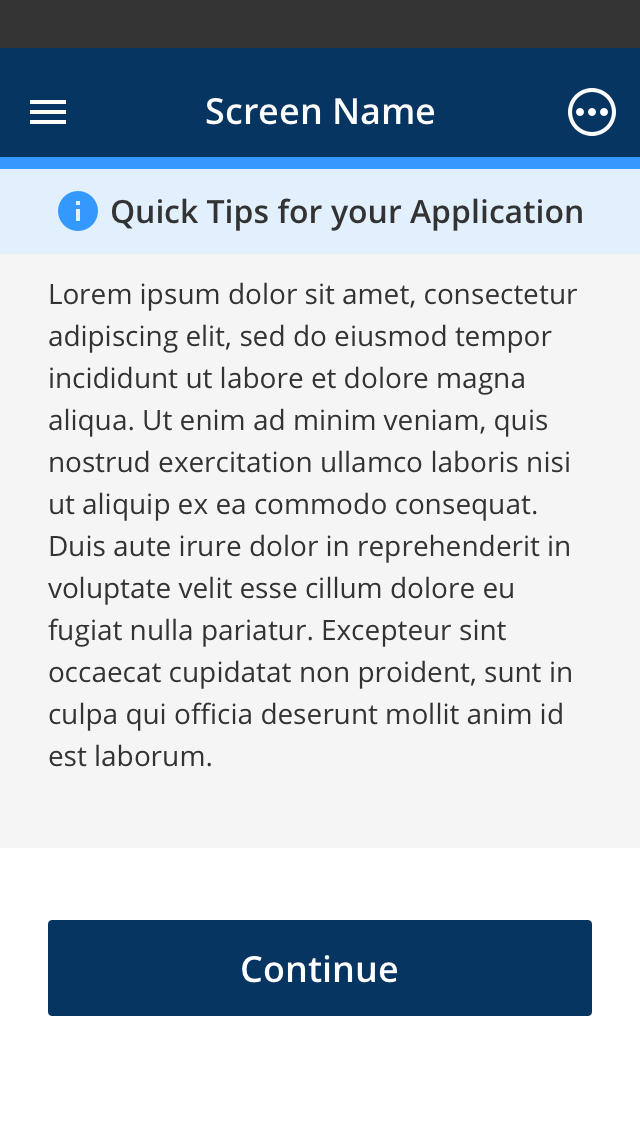 Screen Name
Quick Tips for your Application
Lorem ipsum dolor sit amet, consectetur
adipiscing elit, sed do eiusmod tempor
incididunt ut labore et dolore magna
aliqua. Ut enim ad minim veniam, quis
nostrud exercitation ullamco laboris nisi
ut aliquip ex ea commodo consequat.
Duis aute irure dolor in reprehenderit in
voluptate velit esse cillum dolore eu
fugiat nulla pariatur. Excepteur sint
occaecat cupidatat non proident, sunt in
culpa qui officia deserunt mollit anim id
est laborum.
Continue